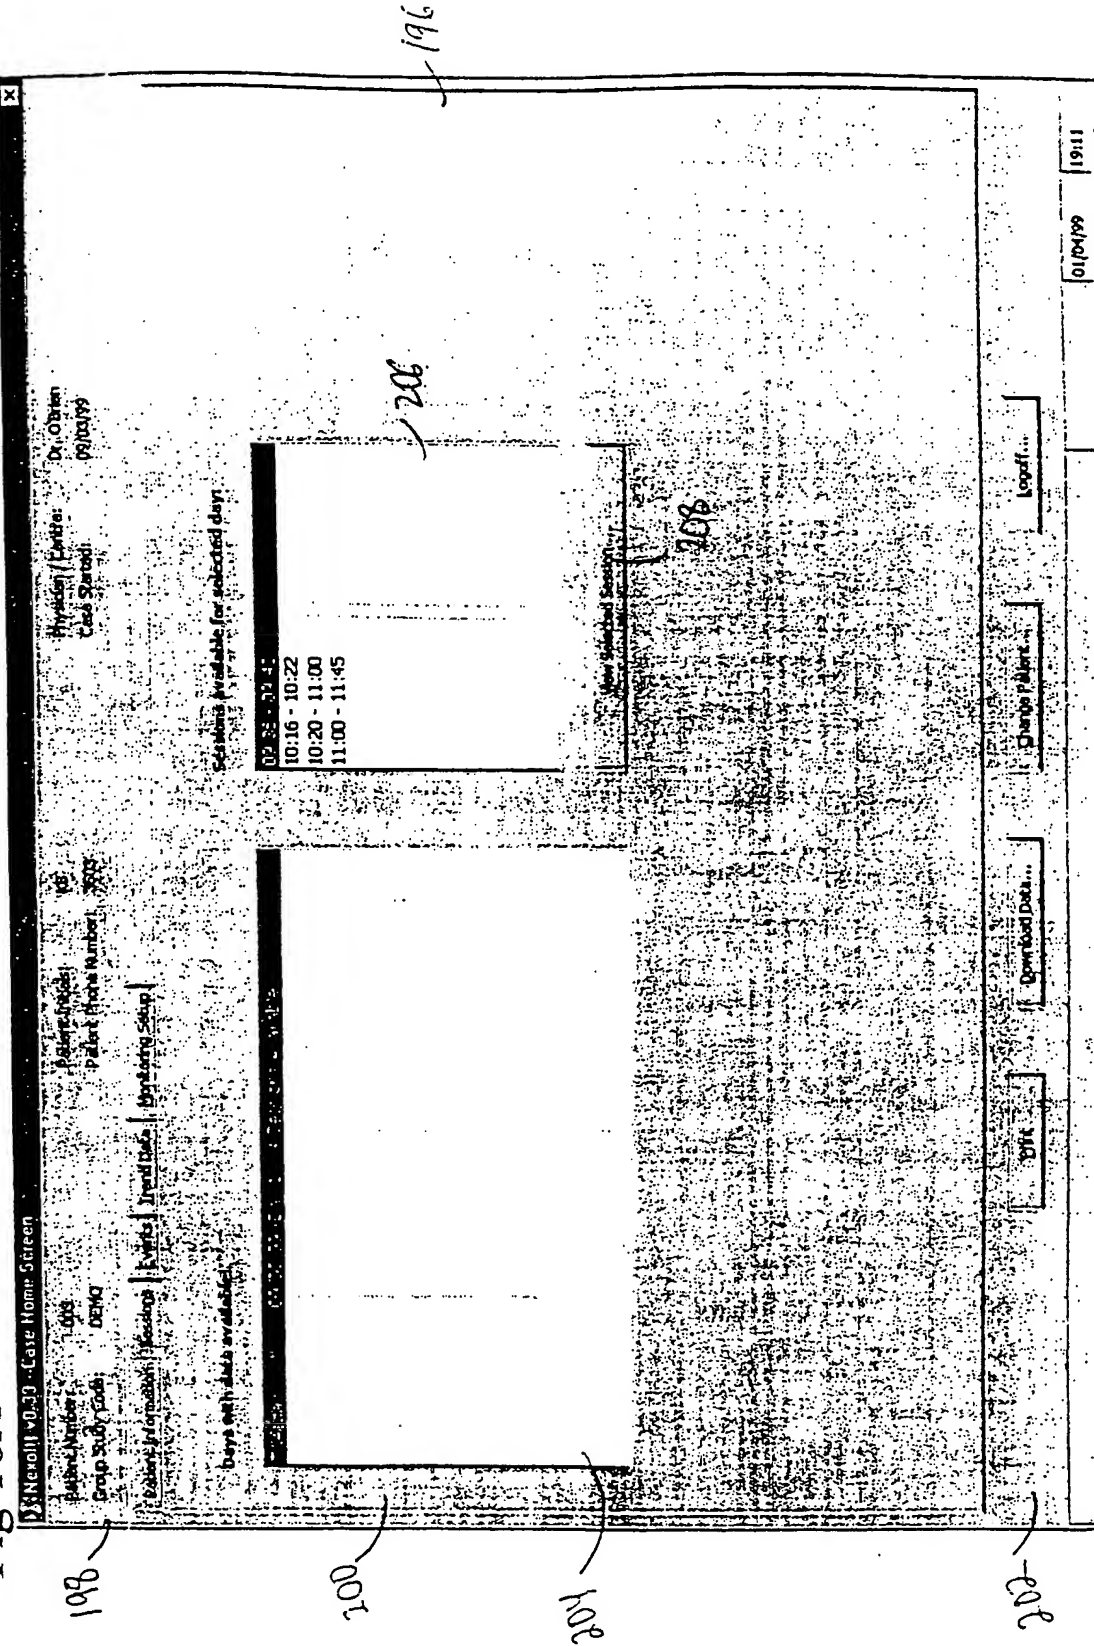 v0.30 - Case Home Screen
Patient Number: 003
Patient Initials:
Physician / Centre: Dr. O'Brien
Group Study Code: DEMO
Patient Phone Number:
Case Started: 09/03/99
Patient Information Sessions Events Trend Data Monitoring Setup
Days with data available:
Sessions available for selected day:
10:16 - 10:22
10:20 - 11:00
11:00 - 11:45
View Selected Session...
Download Data...
Change Patient...
Logoff...
01/04/99 19:11
196
198
200
202
204
206
208